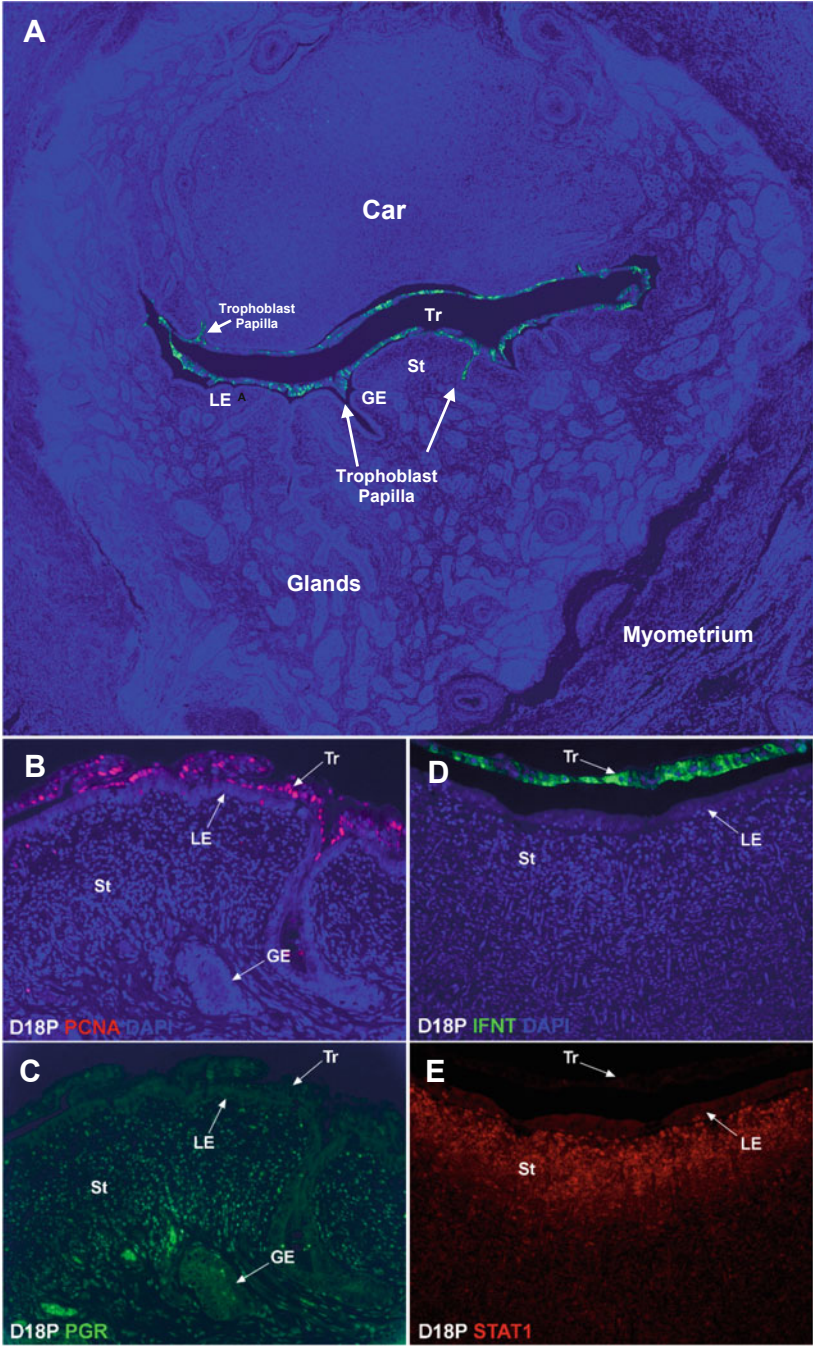 A
Car
Trophoblast
Papilla
Tr
St
LE A
GE
Trophoblast
Papilla
Glands
Myometrium
B
Tr
LE
St
GE
D18P PCNA DAPI
D
Tr
LE
St
D18P IFNT DAPI
C
Tr
LE
St
GE
D18P PGR
E
Tr
LE
St
D18P STAT1